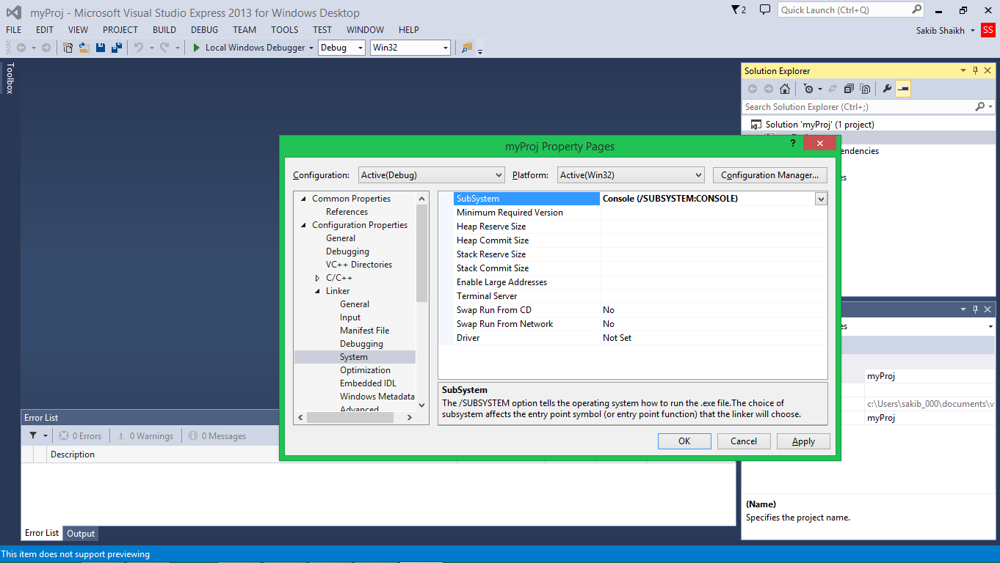 myProj - Microsoft Visual Studio Express 2013 for Windows Desktop
2
Quick Launch (Ctrl+Q)
FILE EDIT VIEW PROJECT BUILD DEBUG TEAM TOOLS TEST WINDOW HELP
Sakib Shaikh SS
Local Windows Debugger Debug Win32
Toolbox
Solution Explorer
Search Solution Explorer (Ctrl+;)
Solution 'myProj' (1 project)
endencies
es
myProj Property Pages
?
Configuration: Active(Debug) Platform: Active(Win32) Configuration Manager...
Common Properties
References
Configuration Properties
General
Debugging
VC++ Directories
C/C++
Linker
General
Input
Manifest File
Debugging
System
Optimization
Embedded IDL
Windows Metadata
Advanced
SubSystem Console (/SUBSYSTEM:CONSOLE)
Minimum Required Version
Heap Reserve Size
Heap Commit Size
Stack Reserve Size
Stack Commit Size
Enable Large Addresses
Terminal Server
Swap Run From CD No
Swap Run From Network No
Driver Not Set
SubSystem
The /SUBSYSTEM option tells the operating system how to run the .exe file.The choice of
subsystem affects the entry point symbol (or entry point function) that the linker will choose.
OK Cancel Apply
es
myProj
c:\Users\sakib_000\documents\v
myProj
(Name)
Specifies the project name.
Error List
0 Errors 0 Warnings 0 Messages
Description
Error List Output
This item does not support previewing